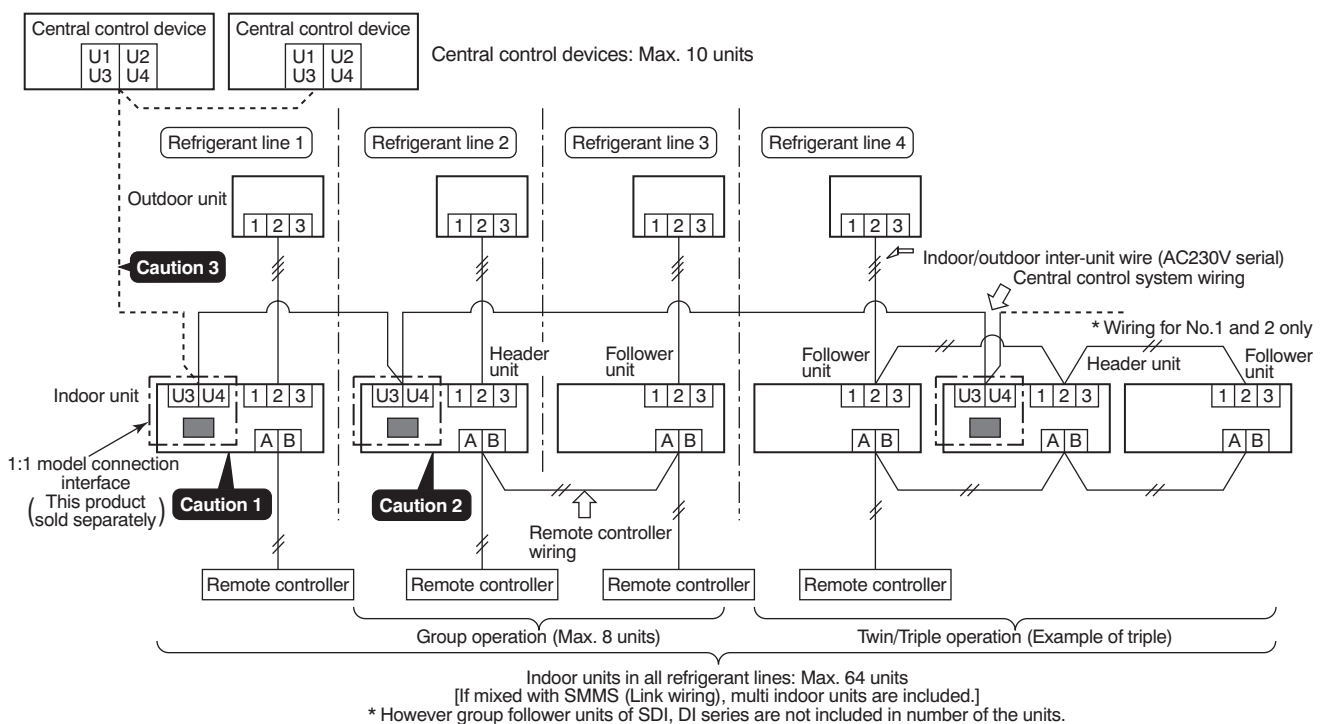 Central control device
Central control device
U1 U2
U3 U4
U1 U2
U3 U4
Central control devices: Max. 10 units
Refrigerant line 1
Refrigerant line 2
Refrigerant line 3
Refrigerant line 4
Outdoor unit
1 2 3
1 2 3
1 2 3
1 2 3
Caution 3
Indoor/outdoor inter-unit wire (AC230V serial)
Central control system wiring
* Wiring for No.1 and 2 only
Header
unit
Follower
unit
Follower
unit
Header unit
Follower
unit
Indoor unit
U3 U4
1 2 3
U3 U4
1 2 3
1 2 3
1 2 3
U3 U4
1 2 3
1 2 3
A B
A B
A B
A B
A B
A B
1:1 model connection
interface
(This product
sold separately)
Caution 1
Caution 2
Remote controller
wiring
Remote controller
Remote controller
Remote controller
Remote controller
Group operation (Max. 8 units)
Twin/Triple operation (Example of triple)
Indoor units in all refrigerant lines: Max. 64 units
[If mixed with SMMS (Link wiring), multi indoor units are included.]
* However group follower units of SDI, DI series are not included in number of the units.